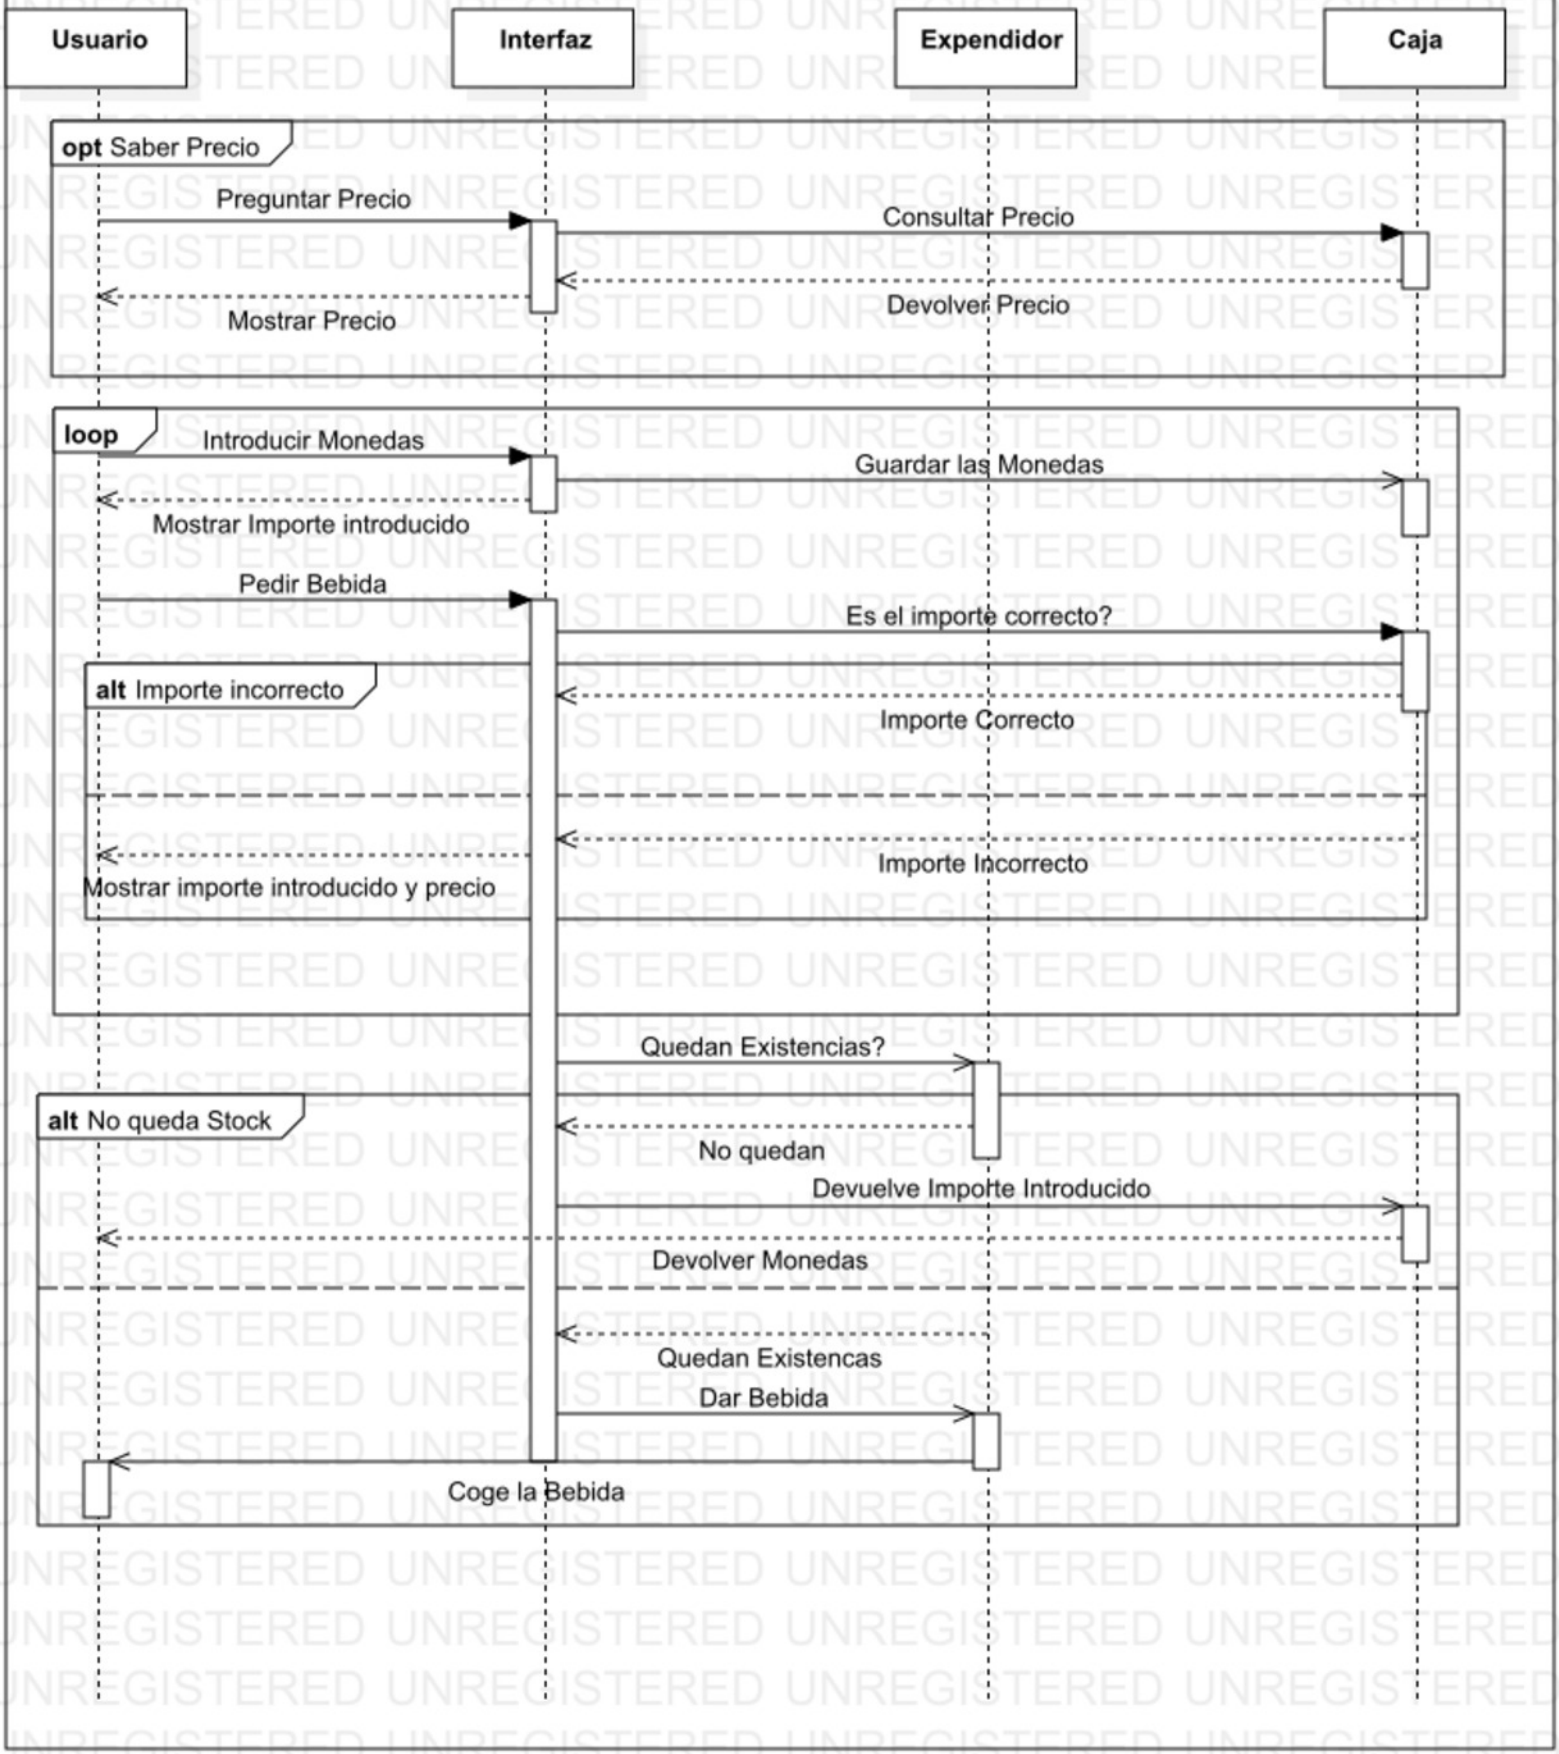 Usuario
Interfaz
Expendidor
Caja
opt Saber Precio
Preguntar Precio
Consultar Precio
Devolver Precio
Mostrar Precio
loop
Introducir Monedas
Guardar las Monedas
Mostrar Importe introducido
Pedir Bebida
Es el importe correcto?
alt Importe incorrecto
Importe Correcto
Importe Incorrecto
Mostrar importe introducido y precio
Quedan Existencias?
alt No queda Stock
No quedan
Devuelve Importe Introducido
Devolver Monedas
Quedan Existencas
Dar Bebida
Coge la Bebida
UNREGISTERED